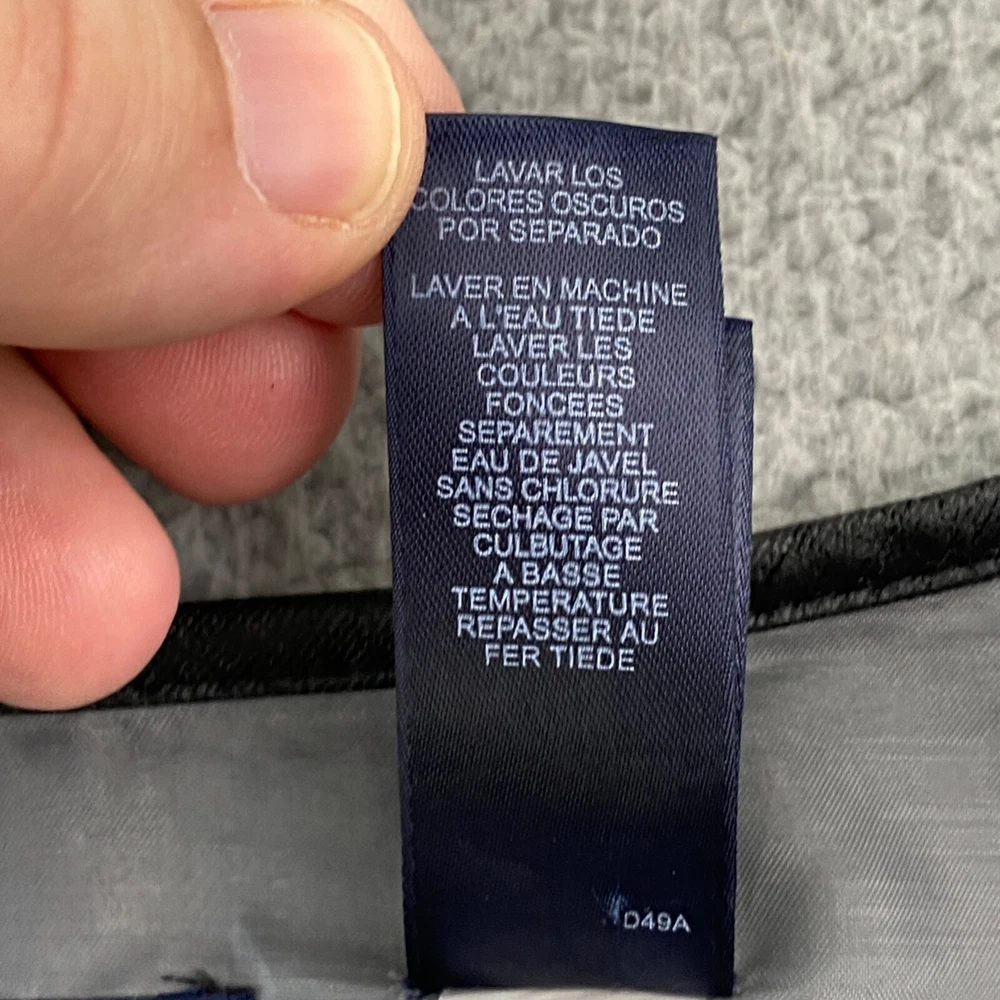 LAVAR LOS
COLORES OSCUROS
POR SEPARADO
LAVER EN MACHINE
A L'EAU TIEDE
LAVER LES
COULEURS
FONCEES
SEPAREMENT
EAU DE JAVEL
SANS CHLORURE
SECHAGE PAR
CULBUTAGE
A BASSE
TEMPERATURE
REPASSER AU
FER TIEDE
D49A